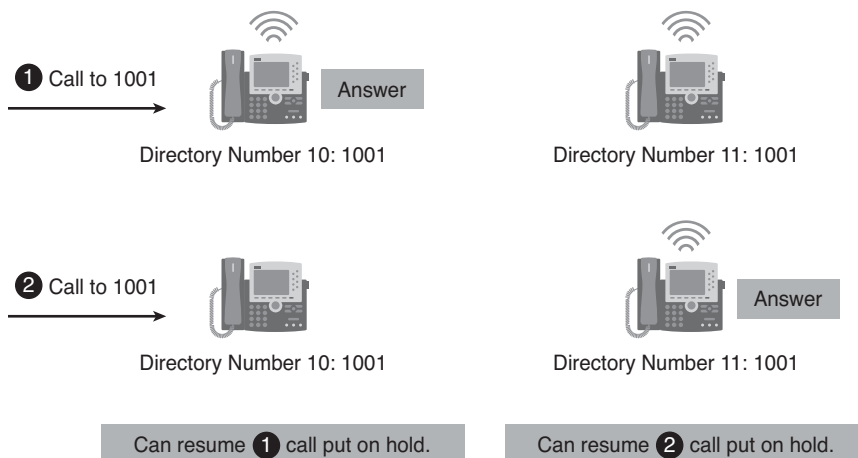 1 Call to 1001
Answer
Directory Number 10: 1001
Directory Number 11: 1001
2 Call to 1001
Answer
Directory Number 10: 1001
Directory Number 11: 1001
Can resume 1 call put on hold.
Can resume 2 call put on hold.